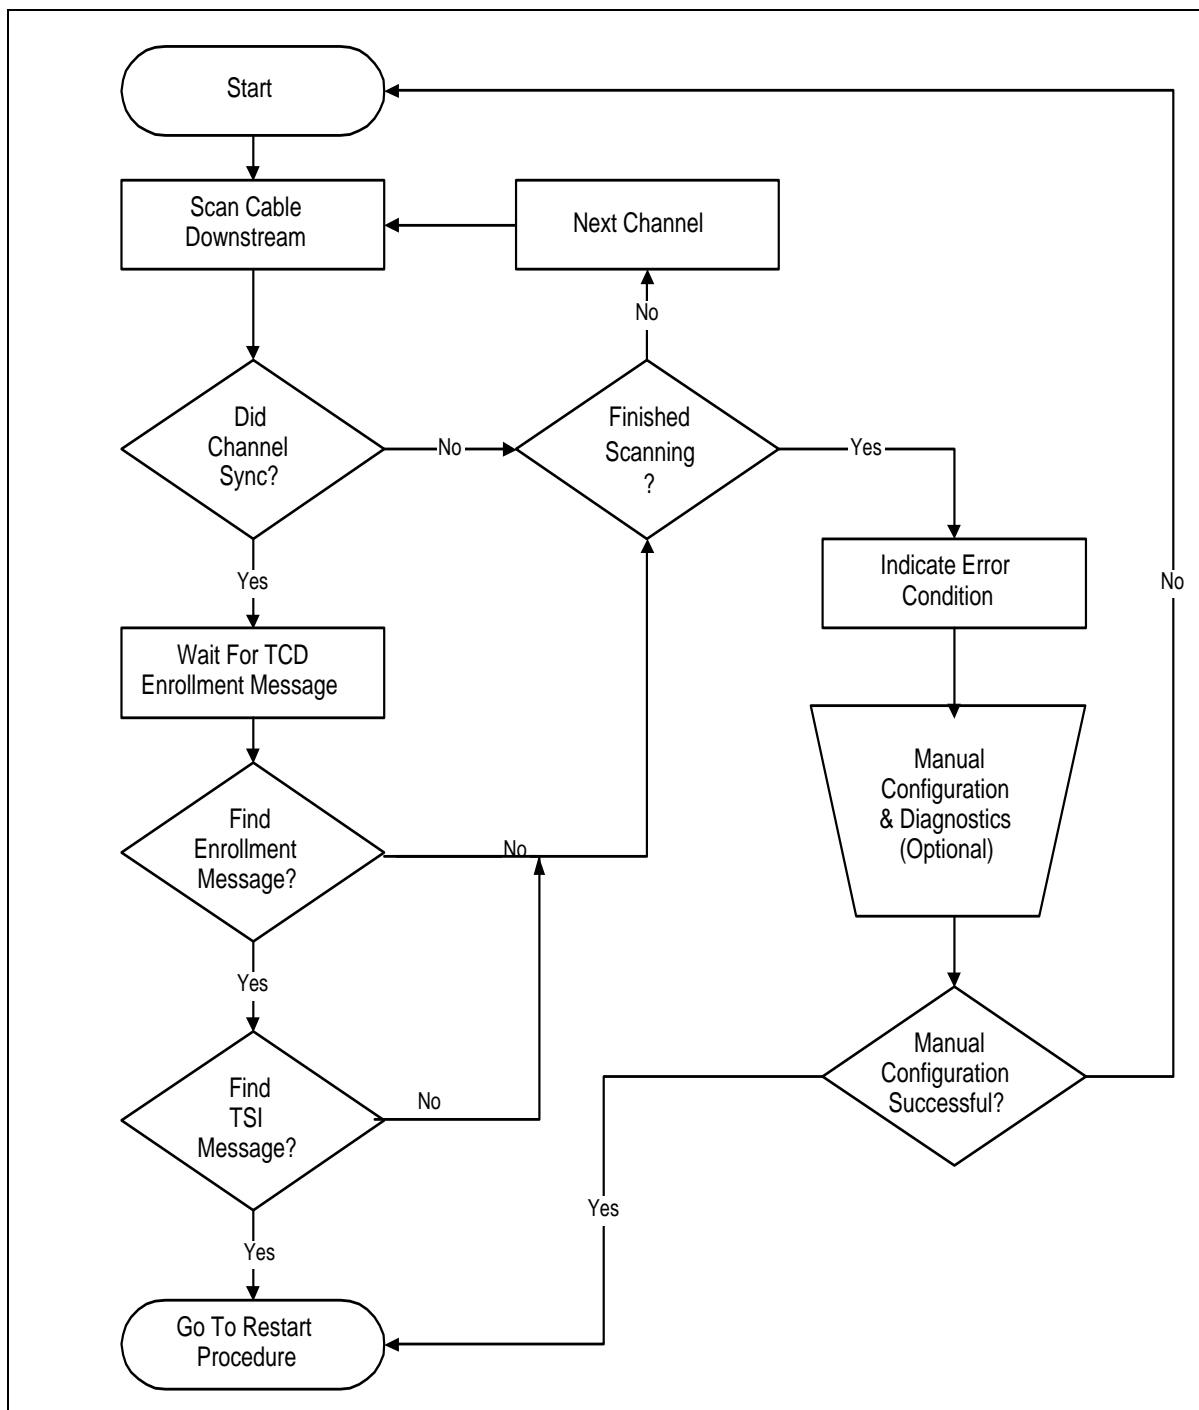 Start
Scan Cable
Downstream
Next Channel
No
Did
Channel
Sync?
No
Finished
Scanning
?
Yes
Indicate Error
Condition
No
Yes
Wait For TCD
Enrollment Message
Manual
Configuration
& Diagnostics
(Optional)
Find
Enrollment
Message?
No
Yes
Manual
Configuration
Successful?
Find
TSI
Message?
No
Yes
Yes
Go To Restart
Procedure